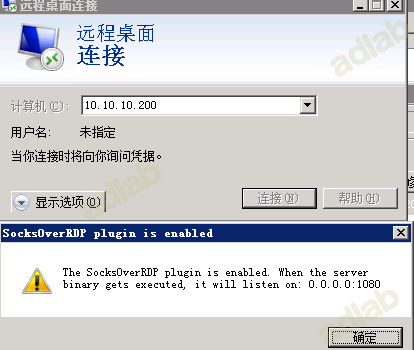 远程桌面连接
adlab
远程桌面
连接
计算机(C):
10.10.10.200
用户名:
未指定
当你连接时将向你询问凭据。
显示选项(O)
连接(N)
帮助(H)
adlab
SocksOverRDP plugin is enabled
The SocksOverRDP plugin is enabled. When the server
binary gets executed, it will listen on: 0.0.0.0:1080
确定
adlab